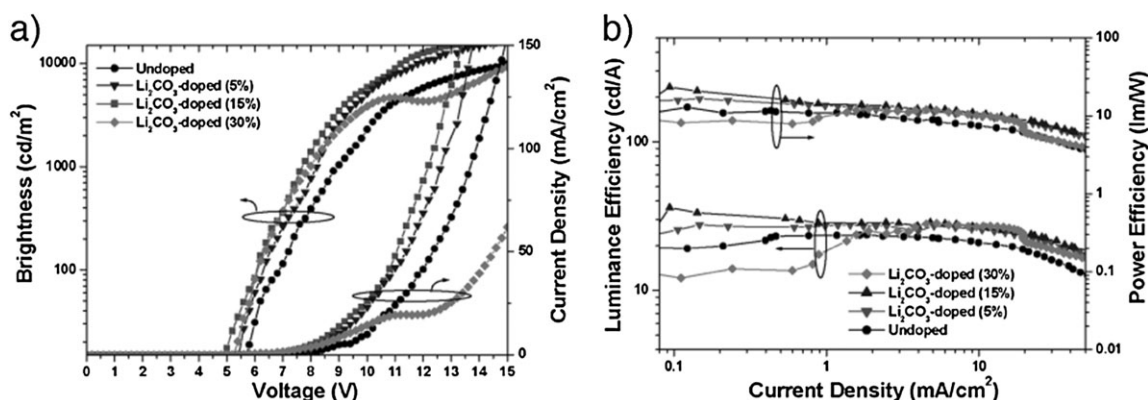 a)
Brightness (cd/m²)
10000
1000
100
Undoped
Li₂CO₃-doped (5%)
Li₂CO₃-doped (15%)
Li₂CO₃-doped (30%)
150
100
50
0
Current Density (mA/cm²)
0 1 2 3 4 5 6 7 8 9 10 11 12 13 14 15
Voltage (V)
b)
Luminance Efficiency (cd/A)
100
10
Li₂CO₃-doped (30%)
Li₂CO₃-doped (15%)
Li₂CO₃-doped (5%)
Undoped
100
10
1
0.1
0.01
Power Efficiency (lm/W)
0.1 1 10
Current Density (mA/cm²)